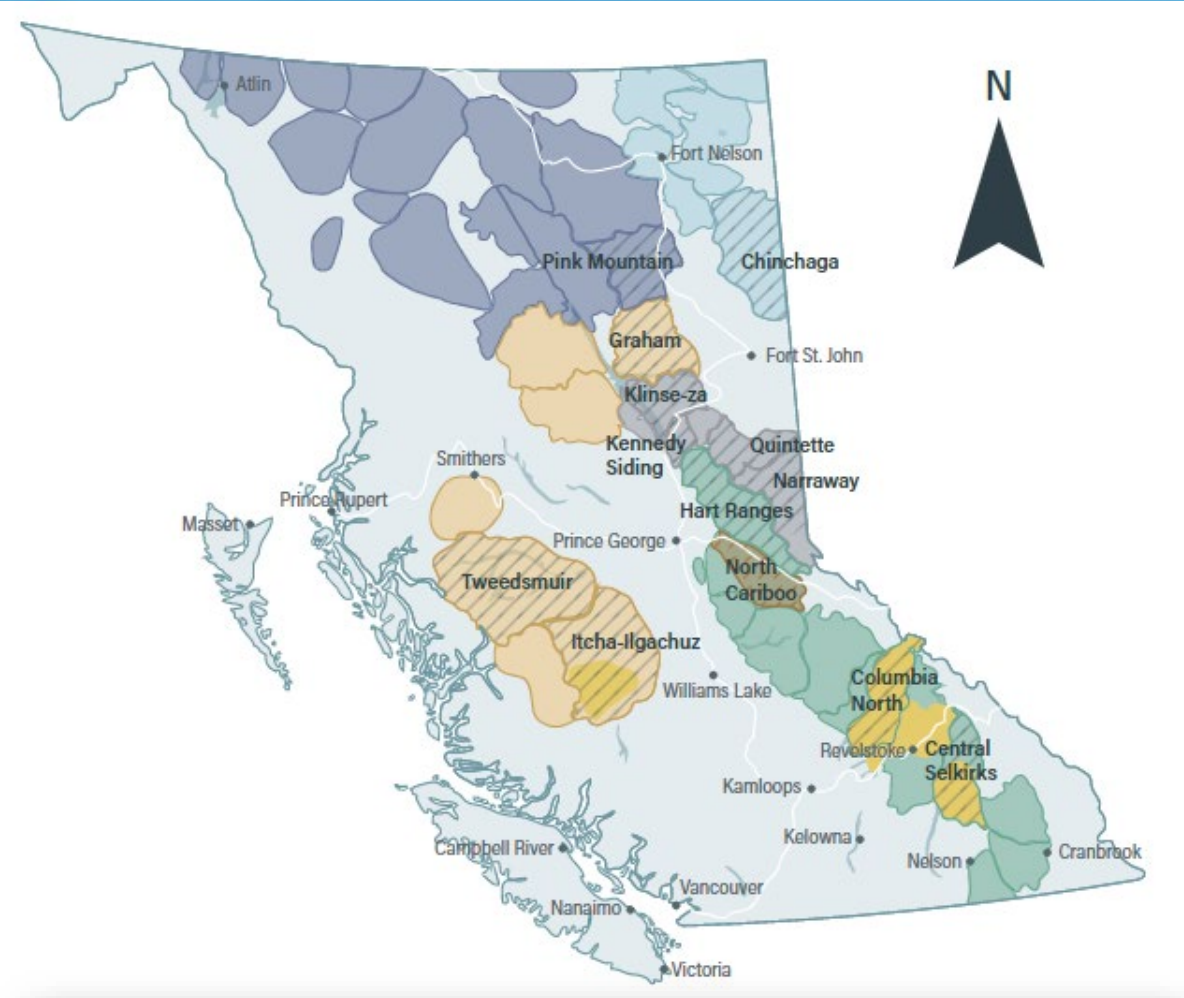 N
Atlin
Fort Nelson
Pink Mountain
Chinchaga
Graham
Fort St. John
Klinse-za
Kennedy
Siding
Quintette
Smithers
Narraway
Prince Rupert
Hart Ranges
Masset
Prince George
North
Cariboo
Tweedsmuir
Itcha-Ilgachuz
Columbia
North
Williams Lake
Revelstoke
Central
Selkirks
Kamloops
Kelowna
Campbell River
Nelson
Cranbrook
Vancouver
Nanaimo
Victoria